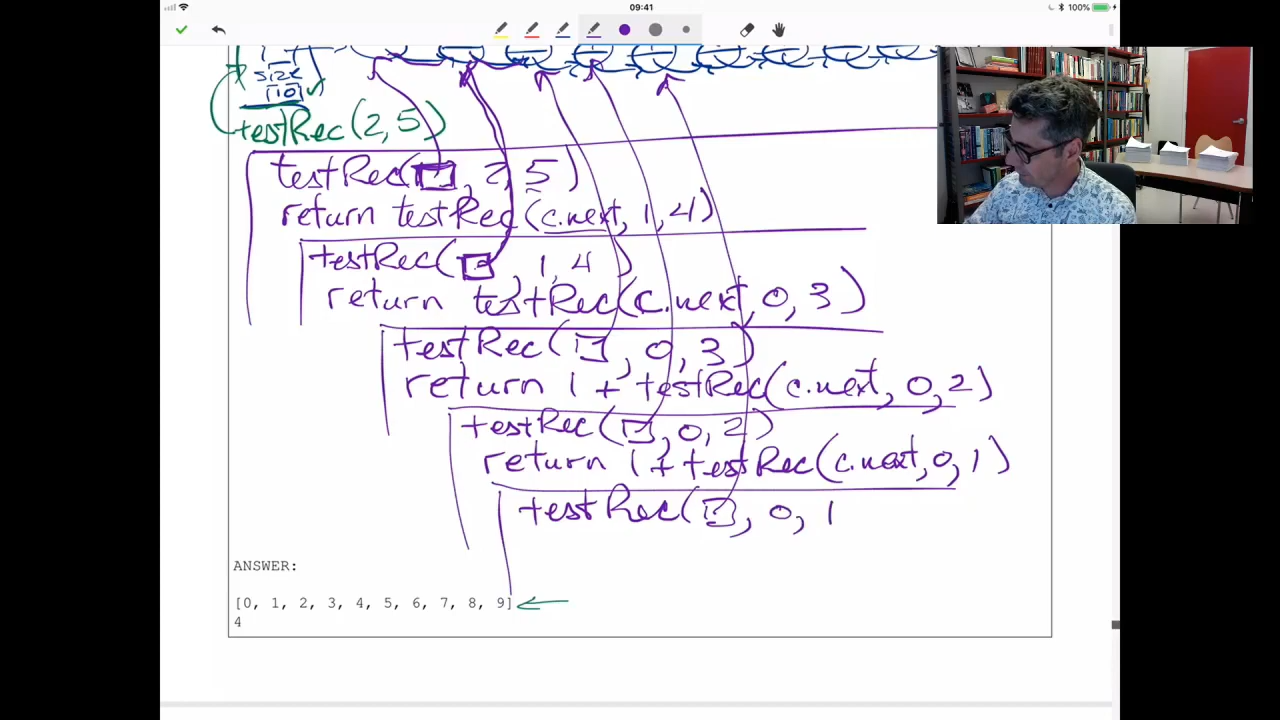 09:41
100%
size
10
testRec(2,5)
testRec( , 2, 5)
return testRec(c.next, 1, 4)
testRec( , 1, 4)
return testRec(c.next, 0, 3)
testRec( , 0, 3)
return 1 + testRec(c.next, 0, 2)
testRec( , 0, 2)
return 1 + testRec(c.next, 0, 1)
testRec( , 0, 1
ANSWER:
[0, 1, 2, 3, 4, 5, 6, 7, 8, 9]
4